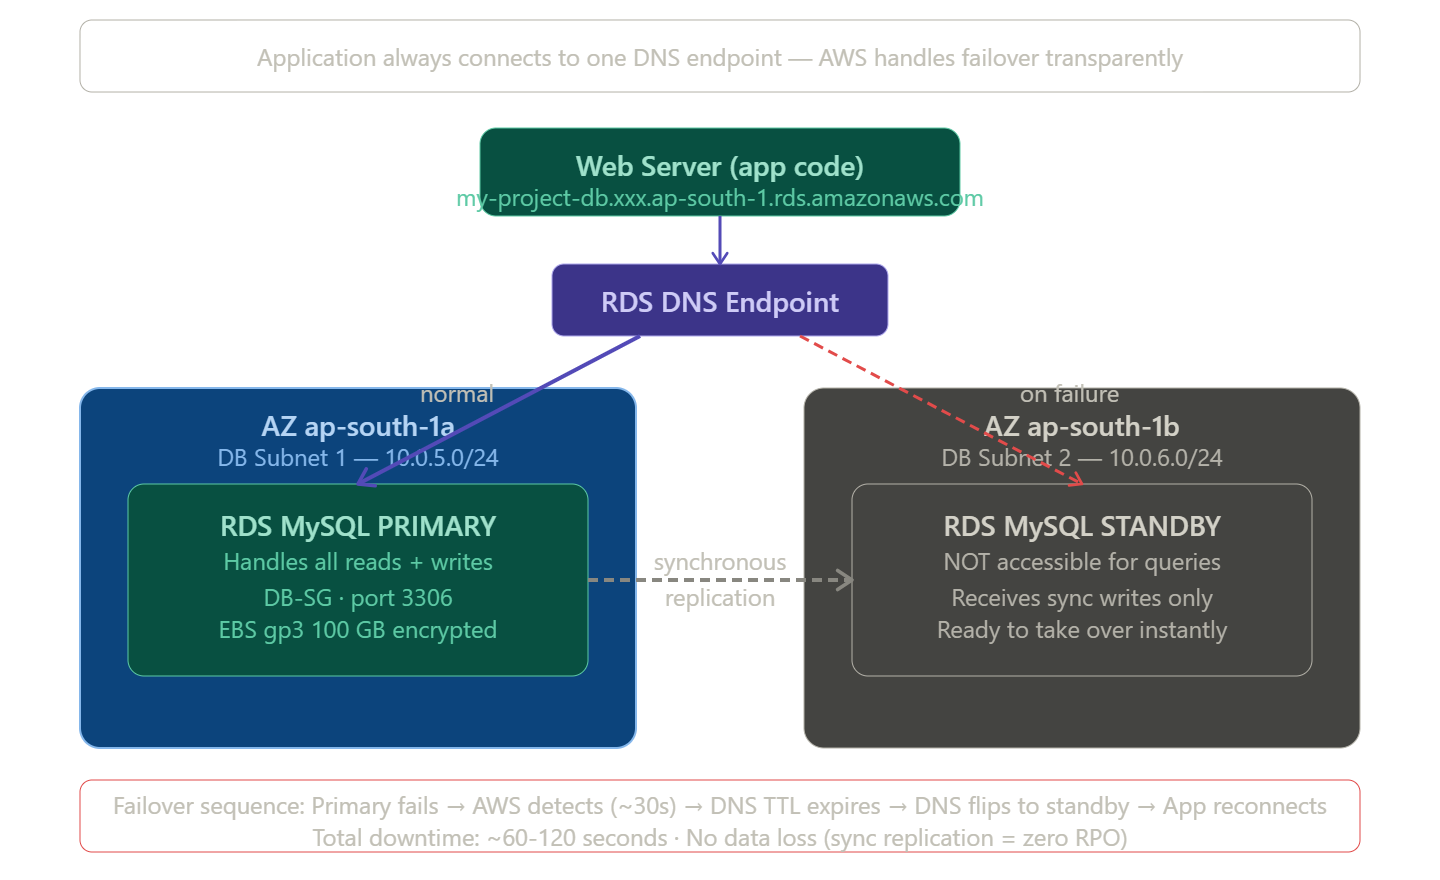 Application always connects to one DNS endpoint — AWS handles failover transparently
Web Server (app code)
my-project-db.xxx.ap-south-1.rds.amazonaws.com
RDS DNS Endpoint
normal
on failure
AZ ap-south-1a
DB Subnet 1 — 10.0.5.0/24
RDS MySQL PRIMARY
Handles all reads + writes
DB-SG · port 3306
EBS gp3 100 GB encrypted
synchronous
replication
AZ ap-south-1b
DB Subnet 2 — 10.0.6.0/24
RDS MySQL STANDBY
NOT accessible for queries
Receives sync writes only
Ready to take over instantly
Failover sequence: Primary fails → AWS detects (~30s) → DNS TTL expires → DNS flips to standby → App reconnects
Total downtime: ~60-120 seconds · No data loss (sync replication = zero RPO)